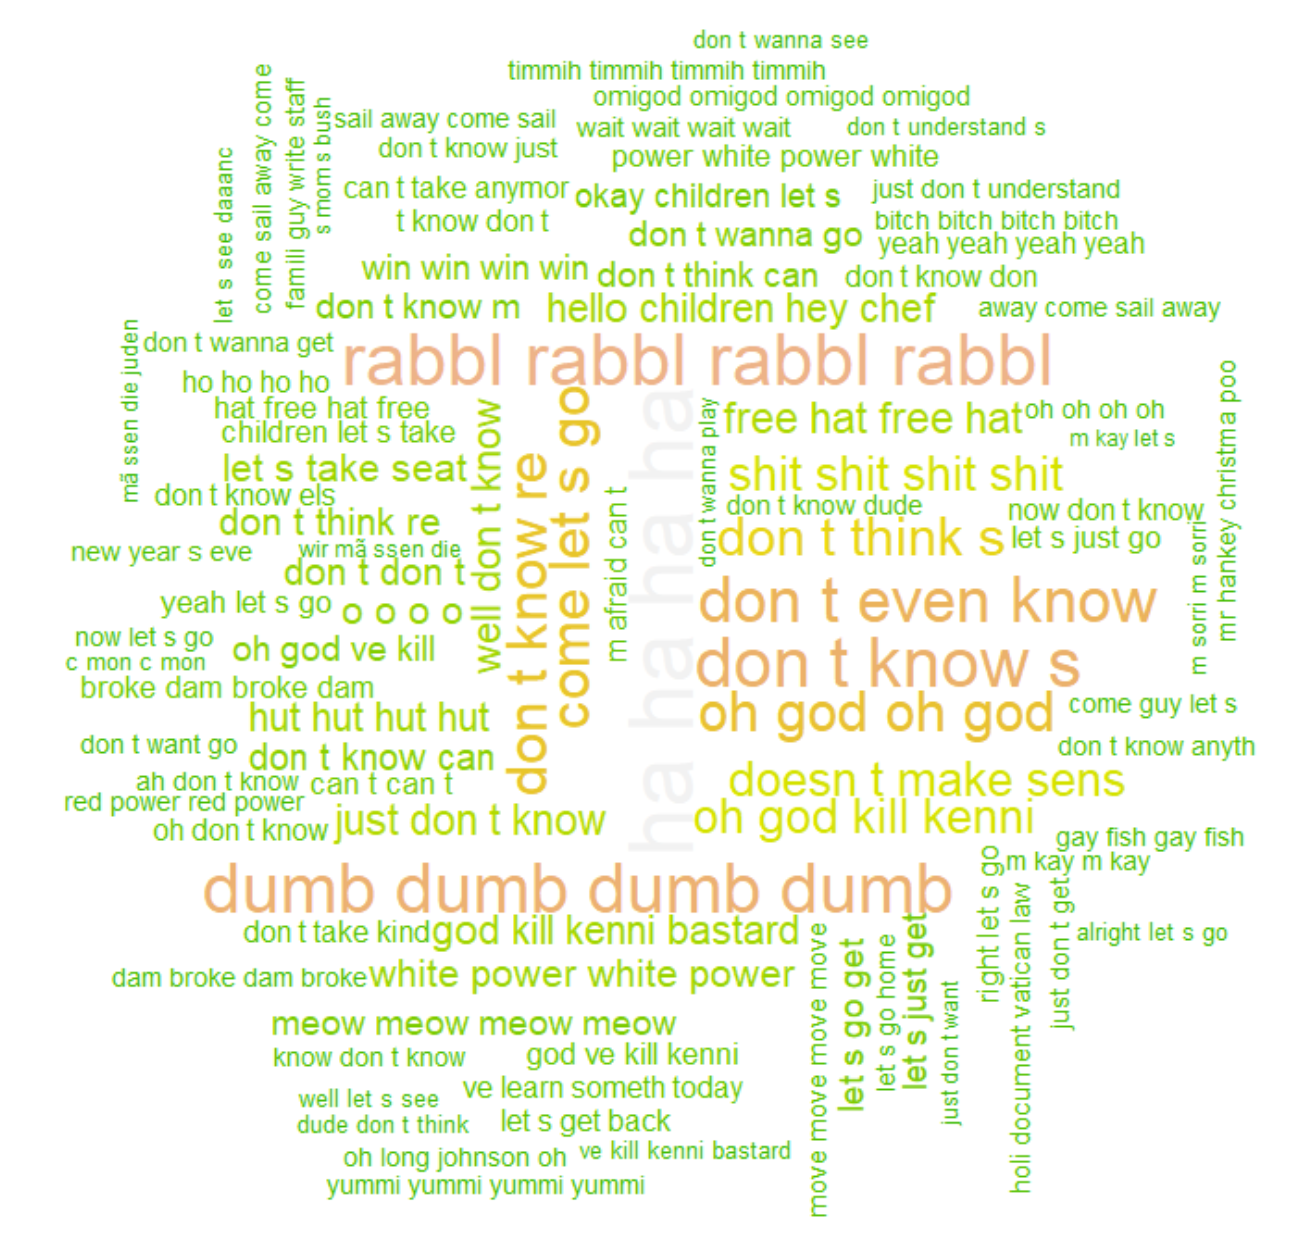 don t wanna see
timmih timmih timmih timmih
omigod omigod omigod omigod
sail away come sail
wait wait wait wait
don t understand s
don t know just
power white power white
can t take anymor
okay children let s
just don t understand
t know don t
bitch bitch bitch bitch
don t wanna go
yeah yeah yeah yeah
win win win win
don t think can
don t know don
don t know m
hello children hey chef
away come sail away
let s see daaanc
come sail away come
famili guy write staff
s mom s bush
don t wanna get
rabbl rabbl rabbl rabbl
ho ho ho ho
hat free hat free
free hat free hat
oh oh oh oh
children let s take
m kay let s
let s take seat
shit shit shit shit
don t know els
don t know dude
now don t know
don t think re
don t think s
let s just go
new year s eve
wir mã ssen die
don t don t
mã ssen die juden
well don t know
don t know re
come let s go
m afraid can t
ha ha ha ha
don t wanna play
m sorri m sorri
mr hankey christma poo
yeah let s go
o o o o
don t even know
now let s go
oh god ve kill
c mon c mon
don t know s
broke dam broke dam
hut hut hut hut
oh god oh god
come guy let s
don t want go
don t know can
don t know anyth
ah don t know
can t can t
doesn t make sens
red power red power
oh don t know
just don t know
oh god kill kenni
gay fish gay fish
m kay m kay
dumb dumb dumb dumb
don t take kind
god kill kenni bastard
alright let s go
dam broke dam broke
white power white power
meow meow meow meow
know don t know
god ve kill kenni
ve learn someth today
well let s see
dude don t think
let s get back
oh long johnson oh
ve kill kenni bastard
yummi yummi yummi yummi
move move move move
let s go get
let s go home
let s just get
just don t want
right let s go
holi document vatican law
just don t get